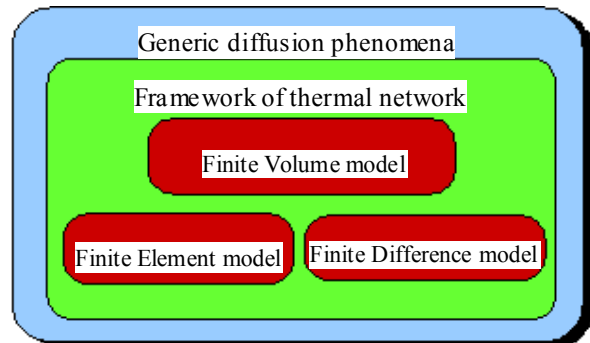 Generic diffusion phenomena
Framework of thermal network
Finite Volume model
Finite Element model
Finite Difference model